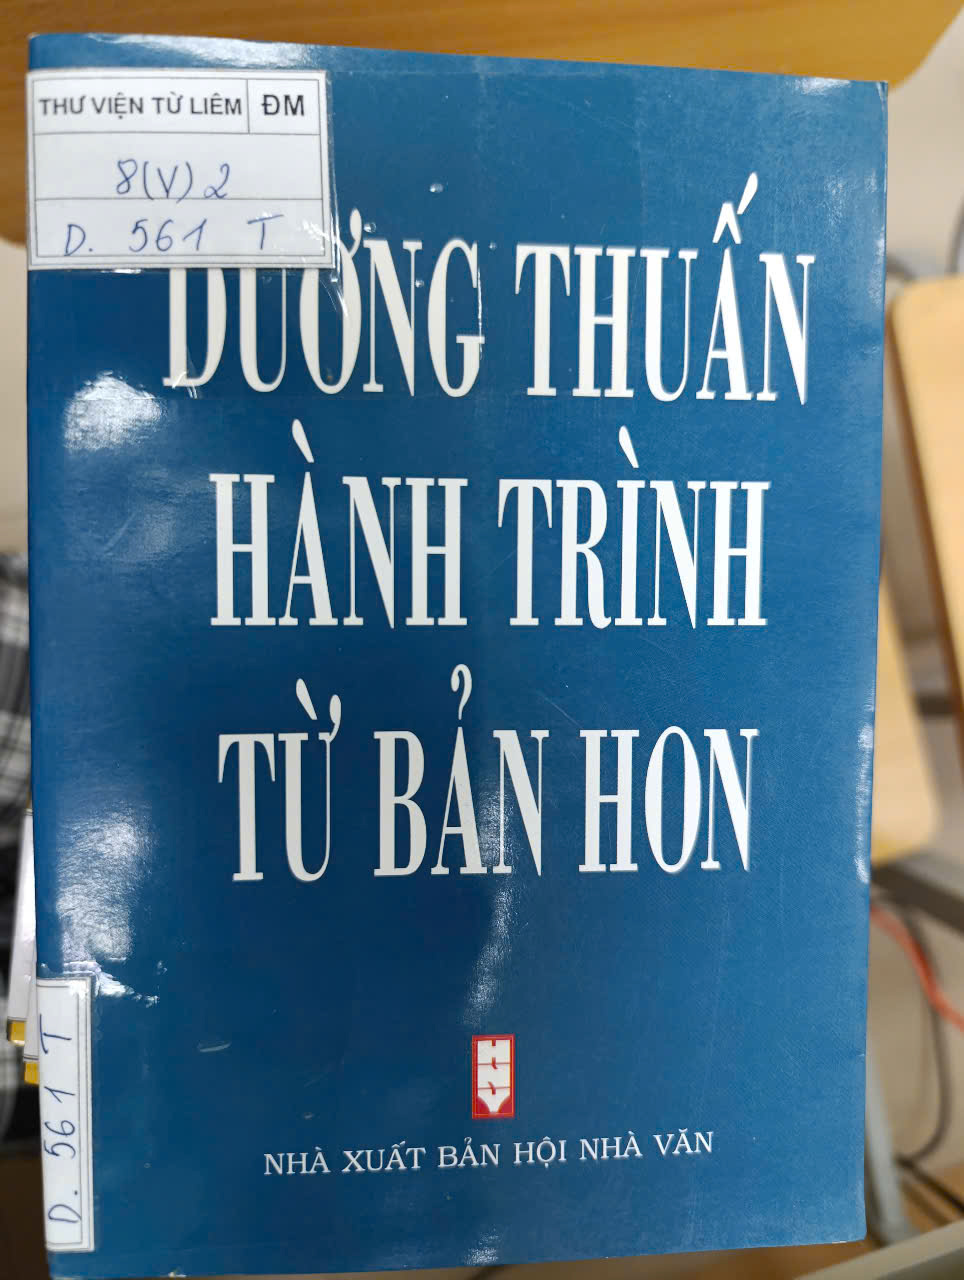 THƯ VIỆN TỪ LIÊM ĐM
8(V)2
D. 561 T
DƯƠNG THUẤN
HÀNH TRÌNH
TỪ BẢN HON
HNV
NHÀ XUẤT BẢN HỘI NHÀ VĂN
D. 561 T